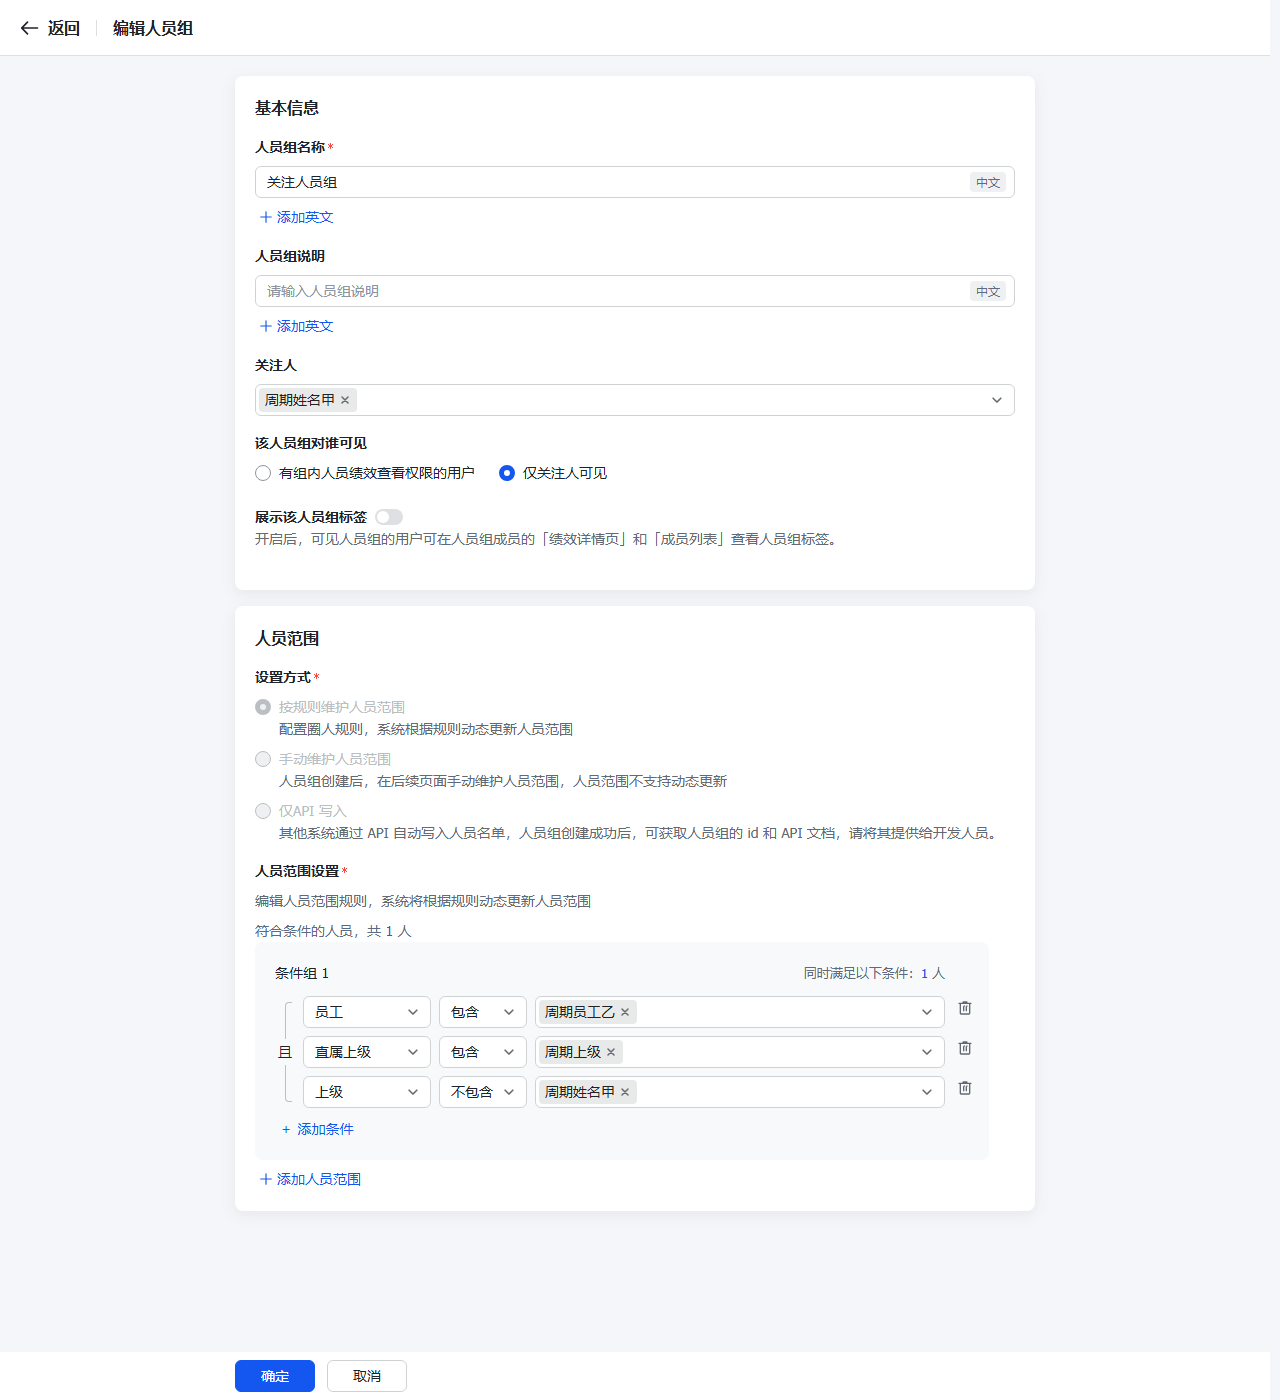 返回 编辑人员组
基本信息
人员组名称*
关注人员组 中文
添加英文
人员组说明
请输入人员组说明 中文
添加英文
关注人
周期姓名甲
该人员组对谁可见
有组内人员绩效查看权限的用户 仅关注人可见
展示该人员组标签
开启后，可见人员组的用户可在人员组成员的「绩效详情页」和「成员列表」查看人员组标签。
人员范围
设置方式*
按规则维护人员范围
配置圈人规则，系统根据规则动态更新人员范围
手动维护人员范围
人员组创建后，在后续页面手动维护人员范围，人员范围不支持动态更新
仅API 写入
其他系统通过 API 自动写入人员名单，人员组创建成功后，可获取人员组的 id 和 API 文档，请将其提供给开发人员。
人员范围设置*
编辑人员范围规则，系统将根据规则动态更新人员范围
符合条件的人员，共 1 人
条件组 1 同时满足以下条件：1 人
员工 包含 周期员工乙
且 直属上级 包含 周期上级
上级 不包含 周期姓名甲
+ 添加条件
添加人员范围
确定 取消